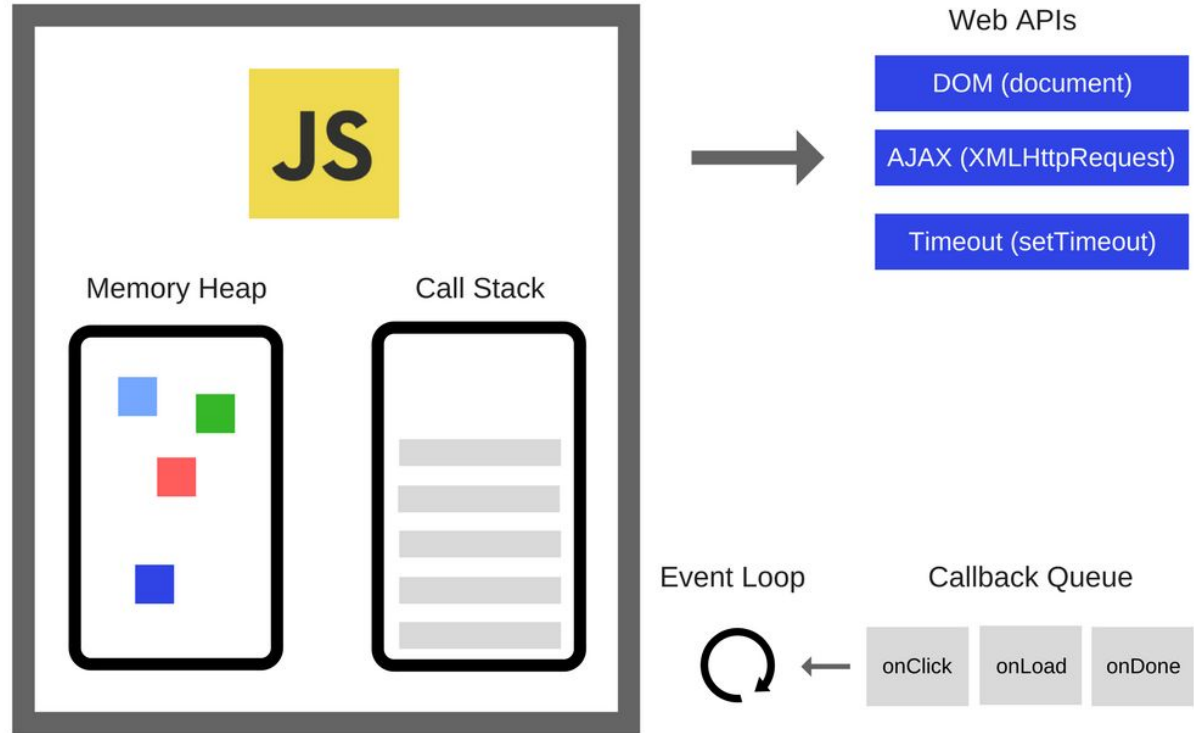 Web APIs
DOM (document)
AJAX (XMLHttpRequest)
Timeout (setTimeout)
JS
Memory Heap
Call Stack
Event Loop
Callback Queue
onClick
onLoad
onDone